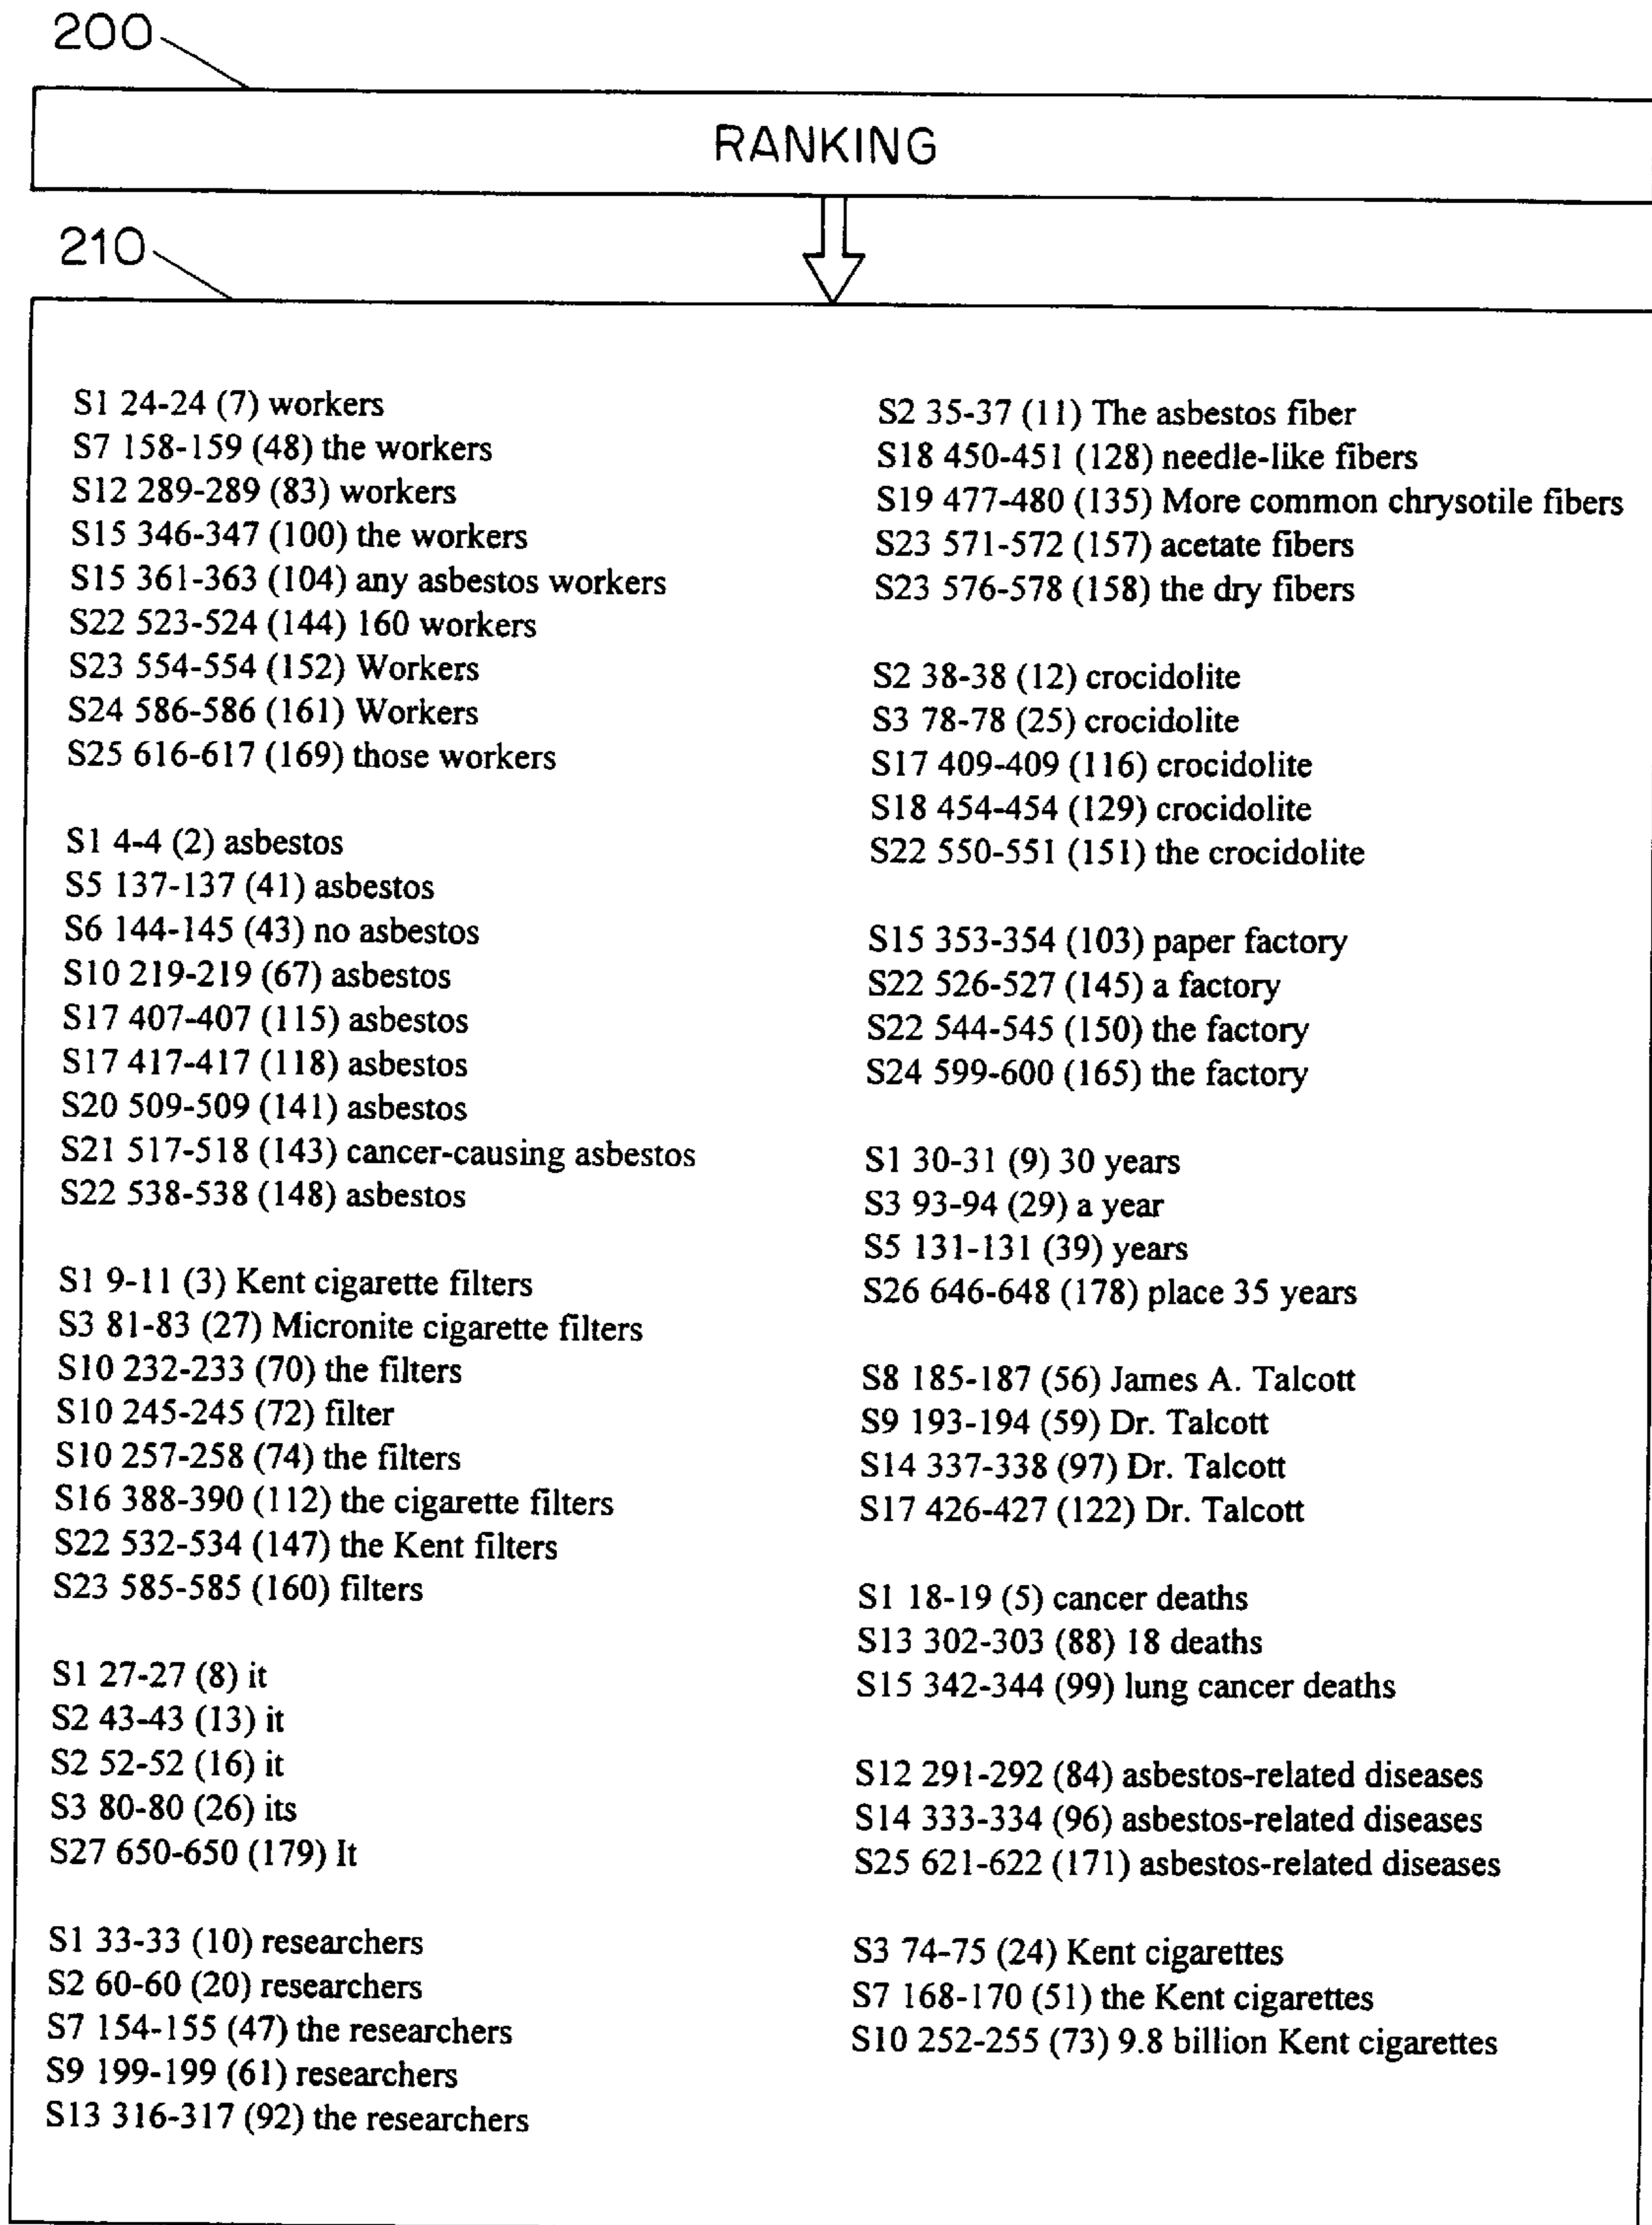 200
RANKING
210
S1 24-24 (7) workers
S7 158-159 (48) the workers
S12 289-289 (83) workers
S15 346-347 (100) the workers
S15 361-363 (104) any asbestos workers
S22 523-524 (144) 160 workers
S23 554-554 (152) Workers
S24 586-586 (161) Workers
S25 616-617 (169) those workers
S1 4-4 (2) asbestos
S5 137-137 (41) asbestos
S6 144-145 (43) no asbestos
S10 219-219 (67) asbestos
S17 407-407 (115) asbestos
S17 417-417 (118) asbestos
S20 509-509 (141) asbestos
S21 517-518 (143) cancer-causing asbestos
S22 538-538 (148) asbestos
S1 9-11 (3) Kent cigarette filters
S3 81-83 (27) Micronite cigarette filters
S10 232-233 (70) the filters
S10 245-245 (72) filter
S10 257-258 (74) the filters
S16 388-390 (112) the cigarette filters
S22 532-534 (147) the Kent filters
S23 585-585 (160) filters
S1 27-27 (8) it
S2 43-43 (13) it
S2 52-52 (16) it
S3 80-80 (26) its
S27 650-650 (179) It
S1 33-33 (10) researchers
S2 60-60 (20) researchers
S7 154-155 (47) the researchers
S9 199-199 (61) researchers
S13 316-317 (92) the researchers
S2 35-37 (11) The asbestos fiber
S18 450-451 (128) needle-like fibers
S19 477-480 (135) More common chrysotile fibers
S23 571-572 (157) acetate fibers
S23 576-578 (158) the dry fibers
S2 38-38 (12) crocidolite
S3 78-78 (25) crocidolite
S17 409-409 (116) crocidolite
S18 454-454 (129) crocidolite
S22 550-551 (151) the crocidolite
S15 353-354 (103) paper factory
S22 526-527 (145) a factory
S22 544-545 (150) the factory
S24 599-600 (165) the factory
S1 30-31 (9) 30 years
S3 93-94 (29) a year
S5 131-131 (39) years
S26 646-648 (178) place 35 years
S8 185-187 (56) James A. Talcott
S9 193-194 (59) Dr. Talcott
S14 337-338 (97) Dr. Talcott
S17 426-427 (122) Dr. Talcott
S1 18-19 (5) cancer deaths
S13 302-303 (88) 18 deaths
S15 342-344 (99) lung cancer deaths
S12 291-292 (84) asbestos-related diseases
S14 333-334 (96) asbestos-related diseases
S25 621-622 (171) asbestos-related diseases
S3 74-75 (24) Kent cigarettes
S7 168-170 (51) the Kent cigarettes
S10 252-255 (73) 9.8 billion Kent cigarettes